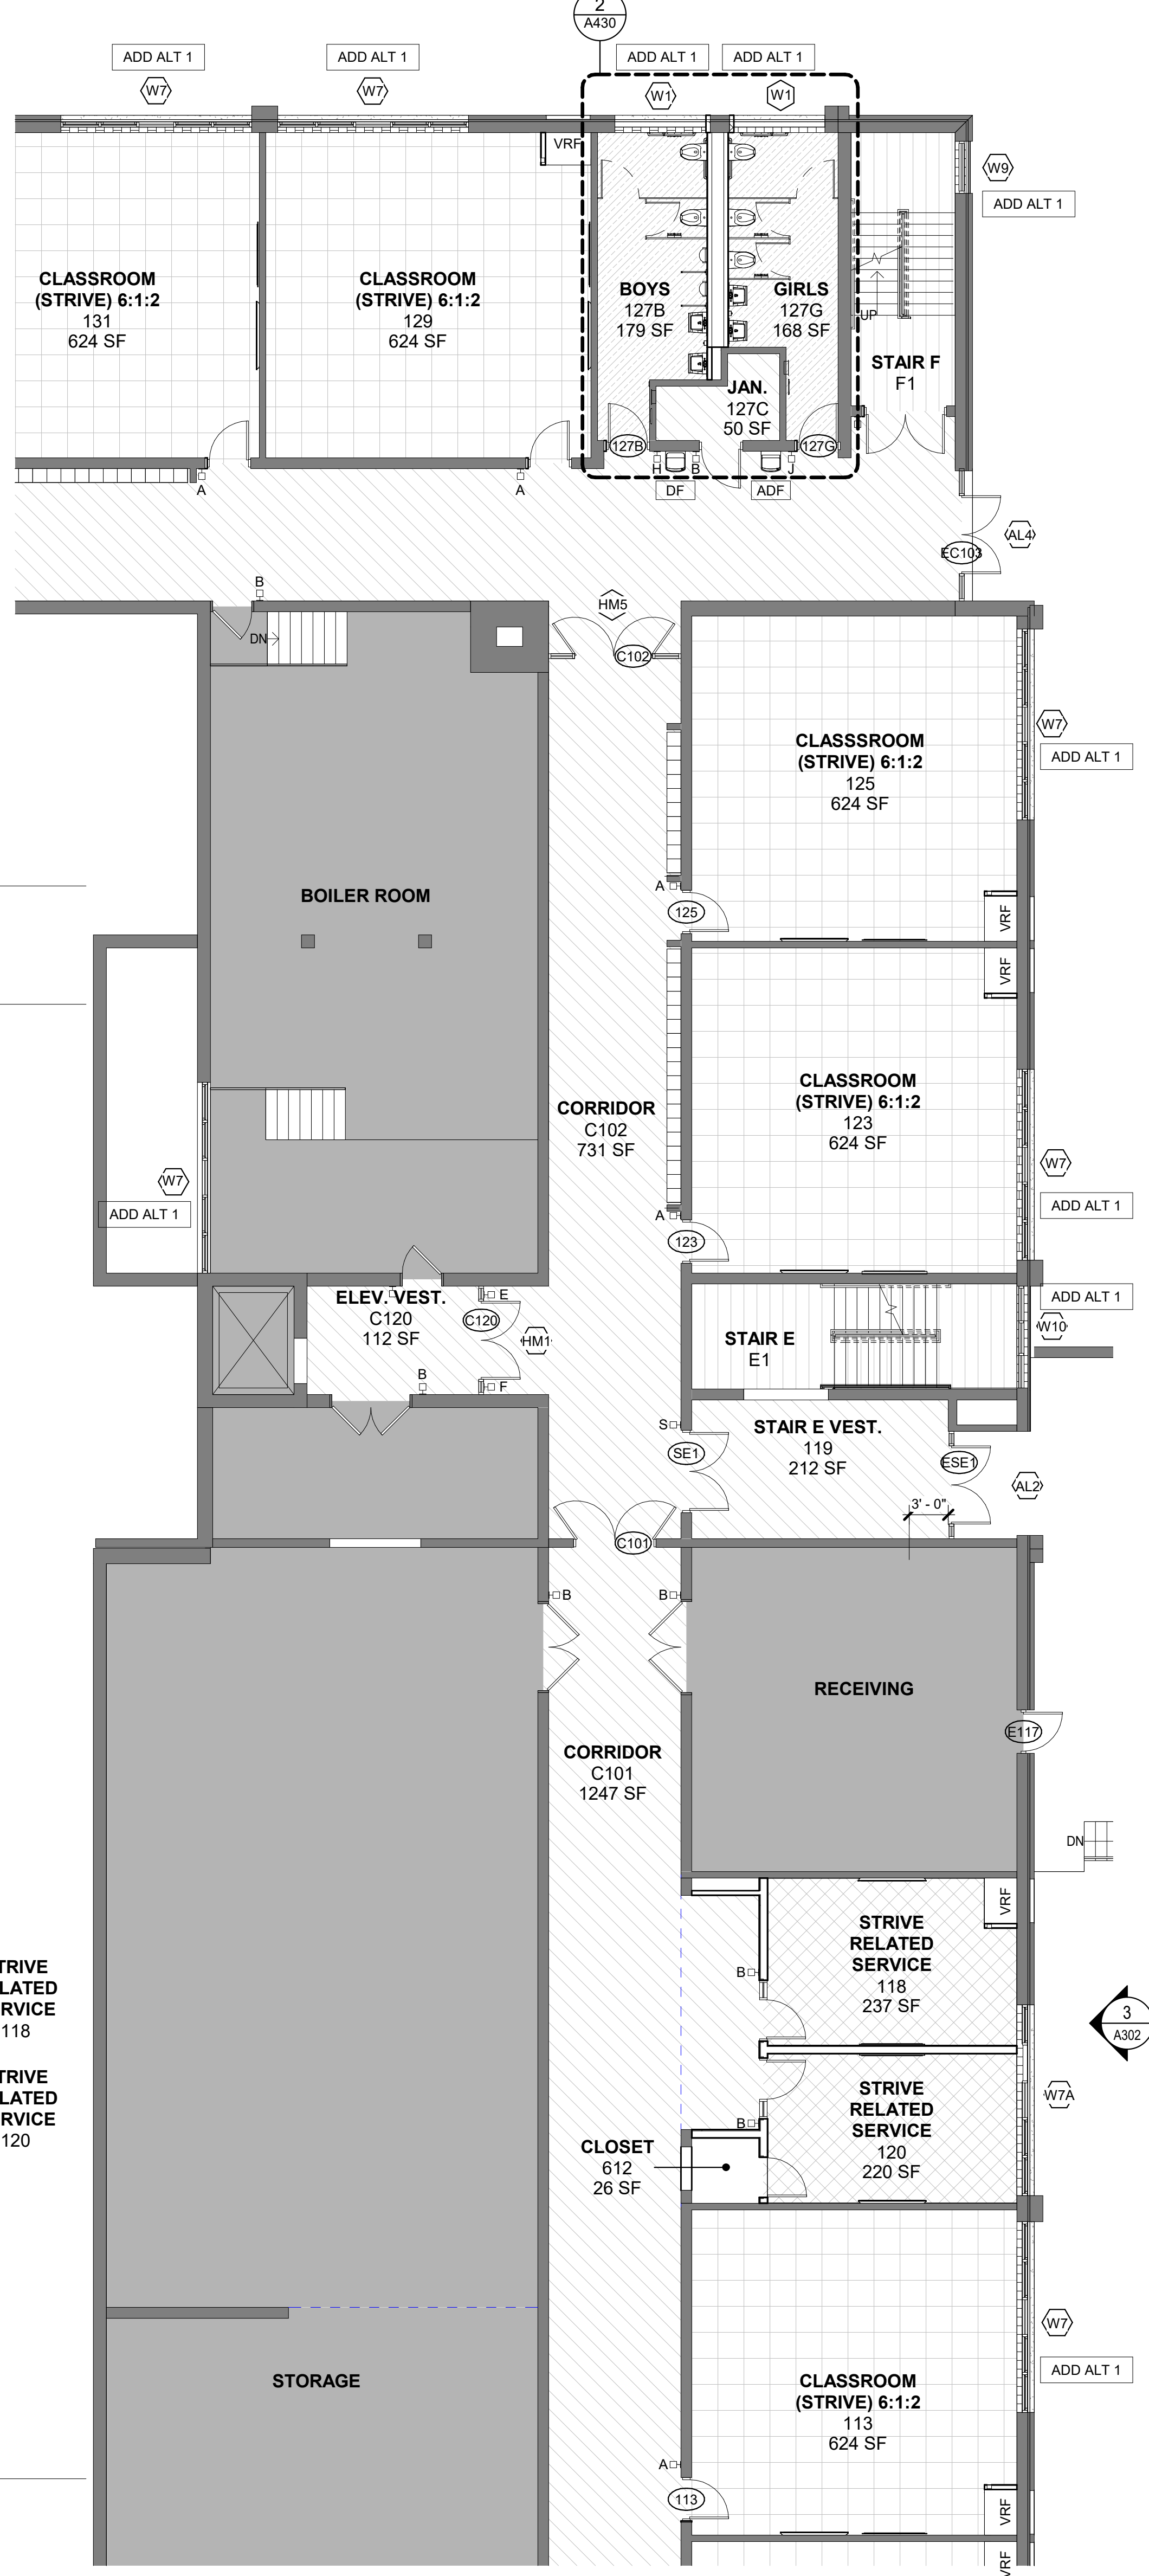 2
A430
ADD ALT 1
ADD ALT 1
ADD ALT 1
ADD ALT 1
W7
W7
W1
W1
VRF
W9
ADD ALT 1
CLASSROOM
(STRIVE) 6:1:2
131
624 SF
CLASSROOM
(STRIVE) 6:1:2
129
624 SF
BOYS
127B
179 SF
GIRLS
127G
168 SF
UP
STAIR F
F1
JAN.
127C
50 SF
127B
127G
A
A
H
B
J
DF
ADF
AL4
EC103
B
HM5
DN
C102
W7
ADD ALT 1
CLASSSROOM
(STRIVE) 6:1:2
125
624 SF
BOILER ROOM
A
125
VRF
VRF
CLASSROOM
(STRIVE) 6:1:2
123
624 SF
CORRIDOR
C102
731 SF
W7
ADD ALT 1
W7
ADD ALT 1
A
123
ELEV. VEST.
C120
112 SF
E
C120
HM1
B
F
ADD ALT 1
W10
STAIR E
E1
S
STAIR E VEST.
119
212 SF
SE1
ESE1
AL2
3' - 0"
C101
B
B
RECEIVING
E117
CORRIDOR
C101
1247 SF
DN
VRF
STRIVE
RELATED
SERVICE
118
237 SF
B
TRIVE
LATED
RVICE
118
3
A302
TRIVE
LATED
RVICE
120
STRIVE
RELATED
SERVICE
120
220 SF
W7A
B
CLOSET
612
26 SF
W7
ADD ALT 1
STORAGE
CLASSROOM
(STRIVE) 6:1:2
113
624 SF
A
113
VRF
VRF